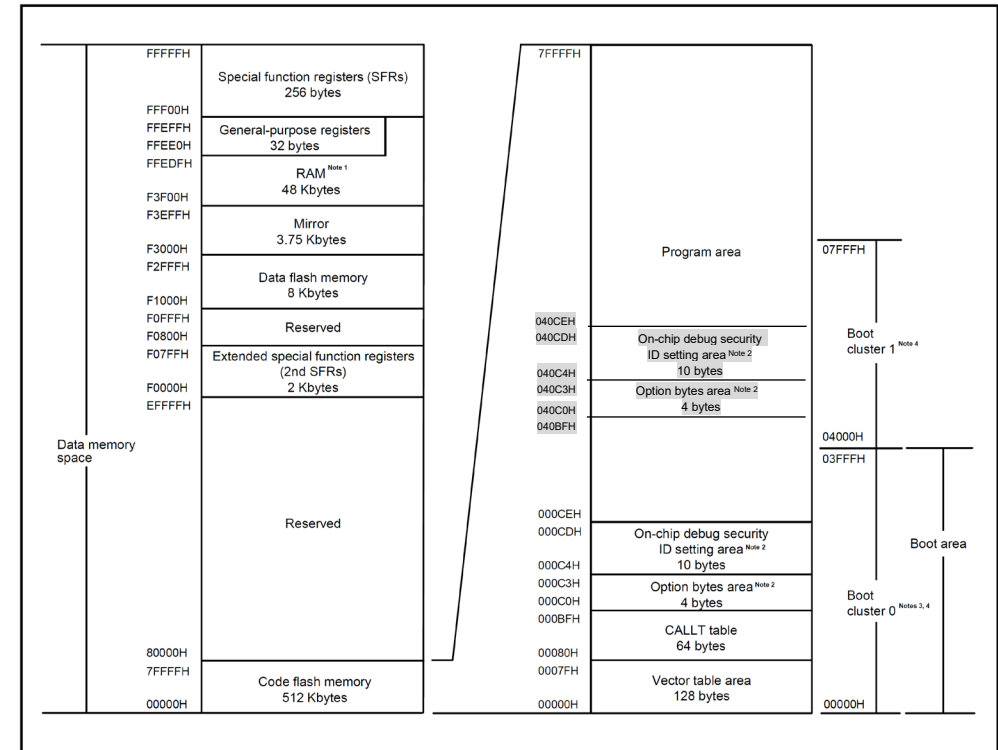 FFFFFH
Special function registers (SFRs)
256 bytes
FFF00H
FFEFFH
General-purpose registers
32 bytes
FFEE0H
FFEDFH
RAM Note 1
48 Kbytes
F3F00H
F3EFFH
Mirror
3.75 Kbytes
F3000H
F2FFFH
Data flash memory
8 Kbytes
F1000H
F0FFFH
Reserved
F0800H
F07FFH
Extended special function registers
(2nd SFRs)
2 Kbytes
F0000H
EFFFFH
Data memory
space
Reserved
80000H
7FFFFH
Code flash memory
512 Kbytes
00000H
7FFFFH
Program area
040CEH
040CDH
On-chip debug security
ID setting area Note 2
10 bytes
040C4H
040C3H
Option bytes area Note 2
4 bytes
040C0H
040BFH
000CEH
000CDH
On-chip debug security
ID setting area Note 2
10 bytes
000C4H
000C3H
Option bytes area Note 2
4 bytes
000C0H
000BFH
CALLT table
64 bytes
00080H
0007FH
Vector table area
128 bytes
00000H
07FFFH
Boot
cluster 1 Note 4
04000H
03FFFH
Boot area
Boot
cluster 0 Notes 3, 4
00000H